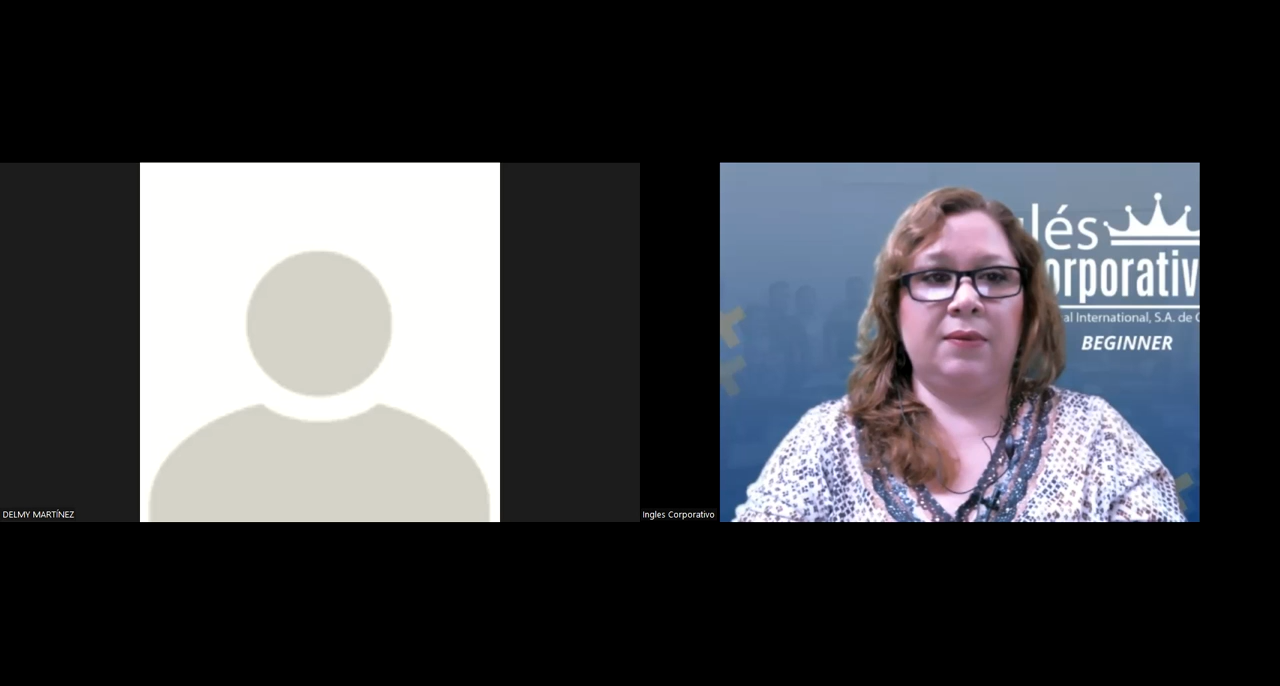 DELMY MARTÍNEZ
Ingles Corporativo
lés
orporativ
al International, S.A. de C
BEGINNER